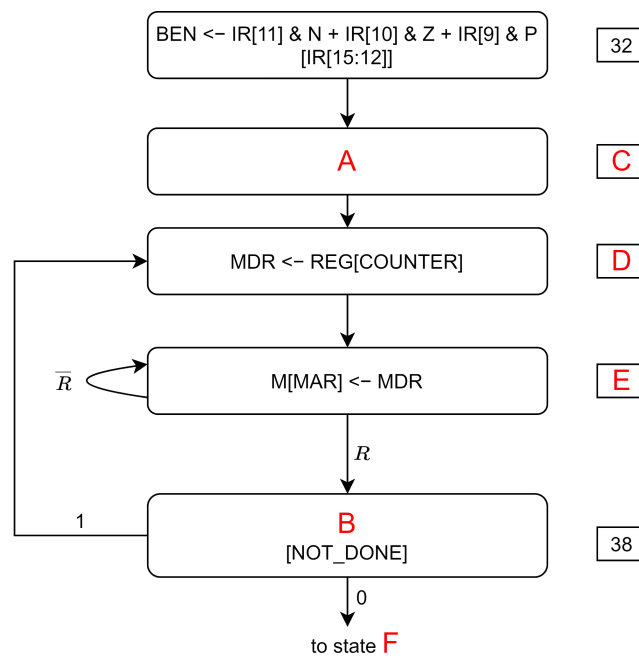 BEN <− IR[11] & N + IR[10] & Z + IR[9] & P
[IR[15:12]]
32
A
C
MDR <− REG[COUNTER]
D
R̅
M[MAR] <− MDR
E
R
1
B
[NOT_DONE]
38
0
to state F